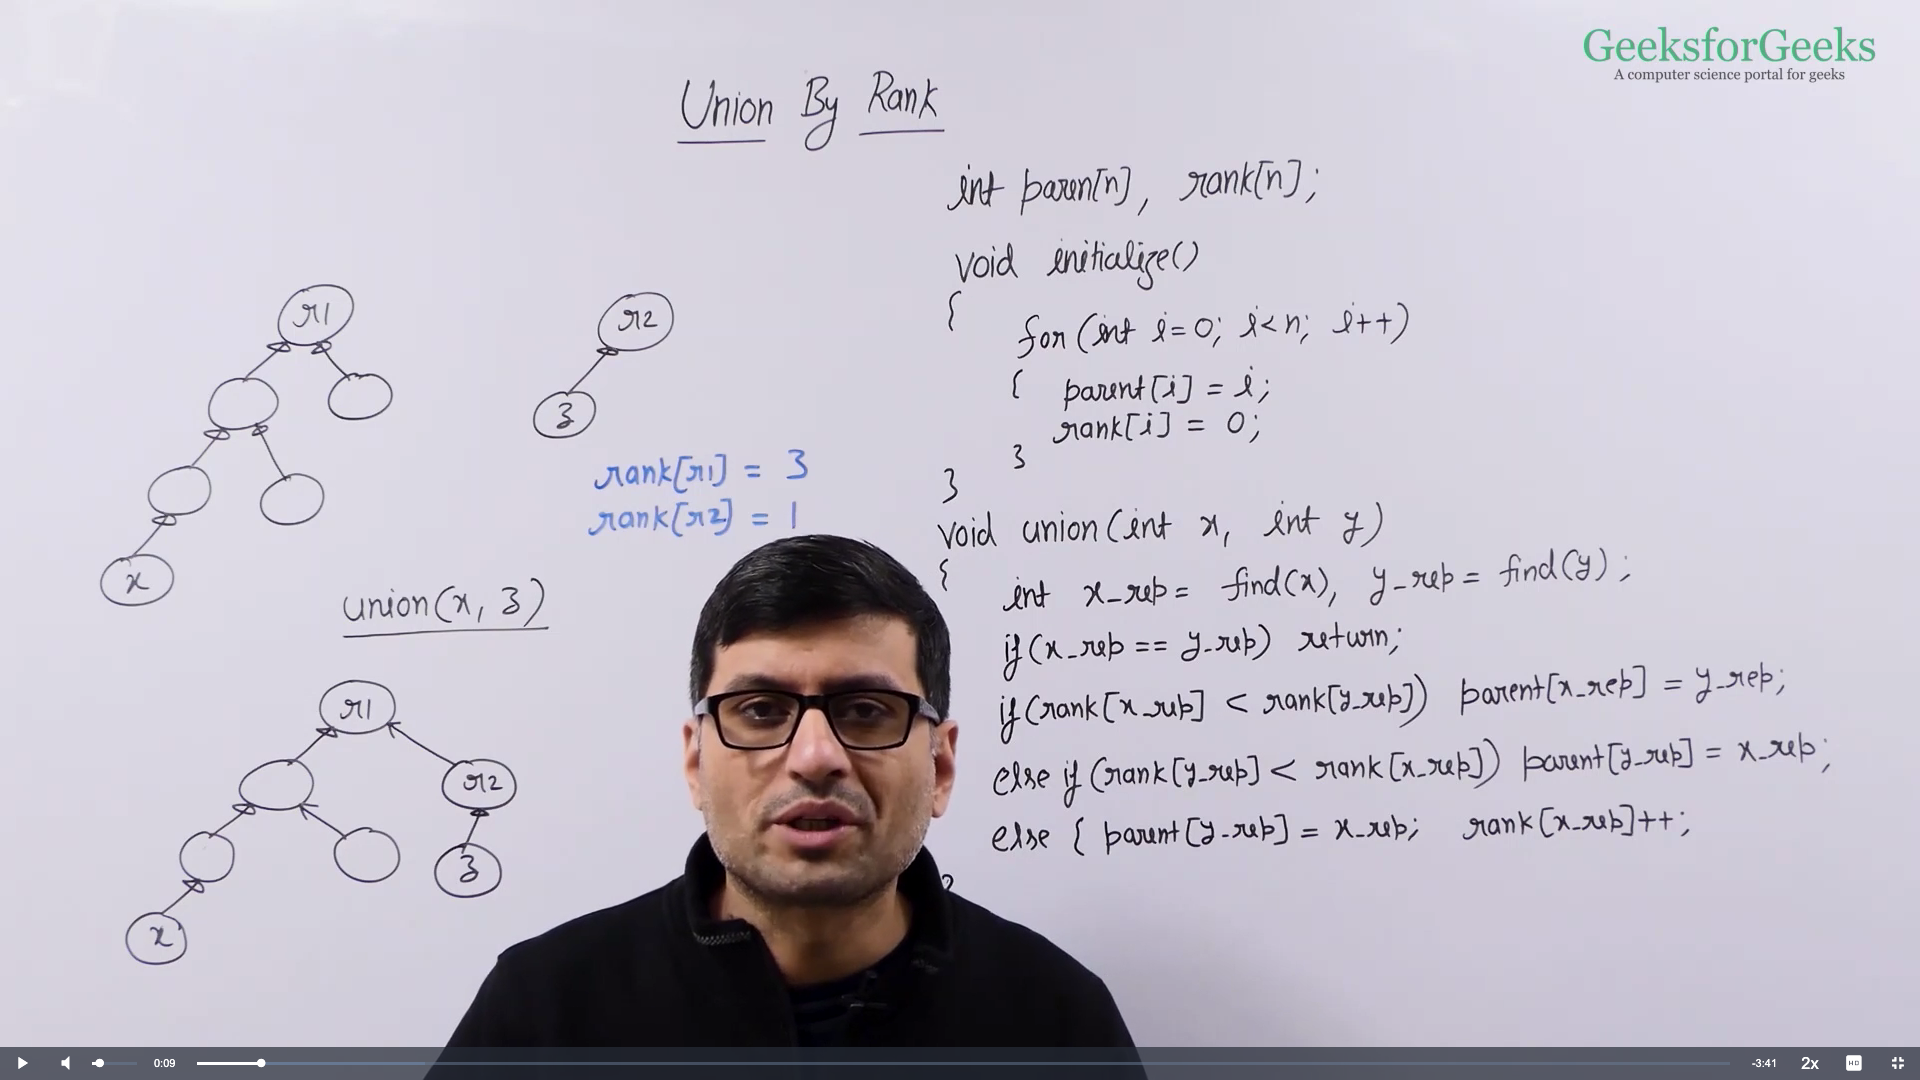 GeeksforGeeks
A computer science portal for geeks
Union By Rank
int paren[n], rank[n];
void initialize()
{
for (int i=0; i<n; i++)
{ parent[i] = i;
rank[i] = 0;
}
}
r1
r2
3
x
rank[r1] = 3
rank[r2] = 1
union(x, 3)
r1
r2
3
x
void union(int x, int y)
{
int x_rep = find(x), y_rep = find(y);
if(x_rep == y_rep) return;
if(rank[x_rep] < rank[y_rep]) parent[x_rep] = y_rep;
else if (rank[y_rep] < rank[x_rep]) parent[y_rep] = x_rep;
else { parent[y_rep] = x_rep; rank[x_rep]++;
0:09
-3:41
2x
HD